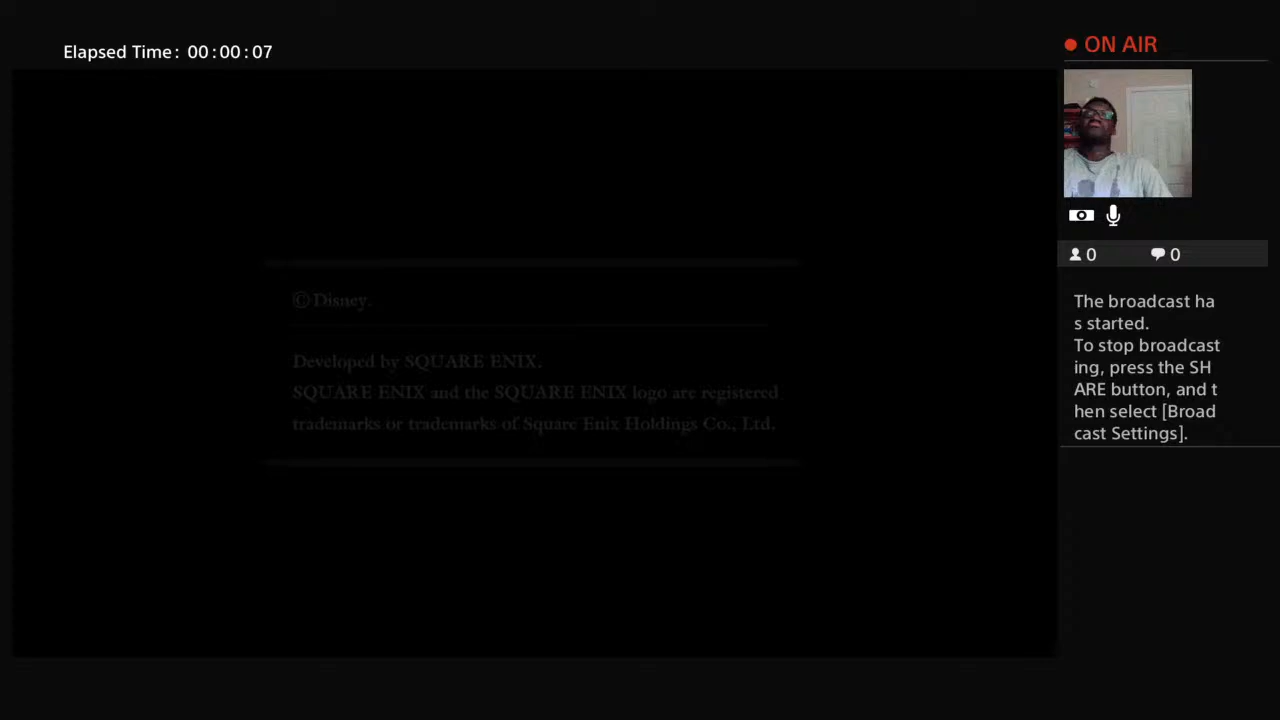 Elapsed Time: 00:00:07
ON AIR
© Disney.
Developed by SQUARE ENIX.
SQUARE ENIX and the SQUARE ENIX logo are registered
trademarks or trademarks of Square Enix Holdings Co., Ltd.
0 0
The broadcast ha
s started.
To stop broadcast
ing, press the SH
ARE button, and t
hen select [Broad
cast Settings].